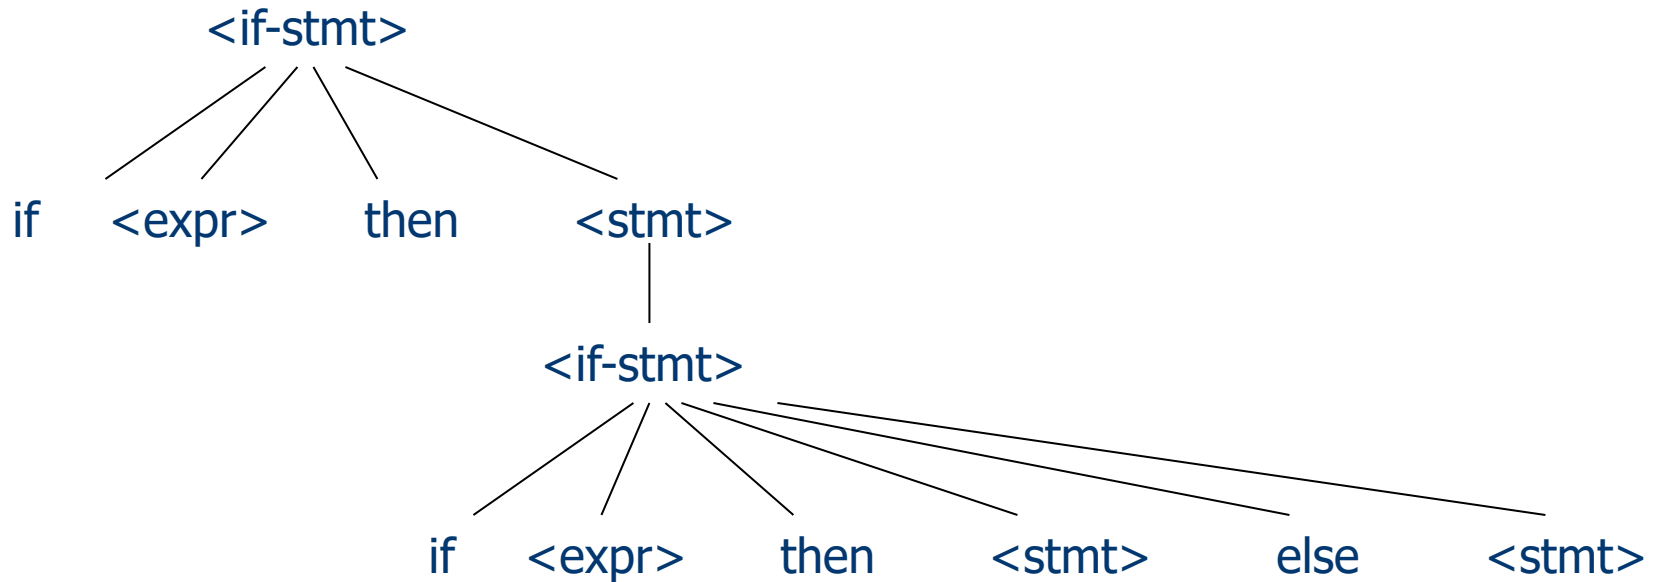 <if-stmt>
if <expr> then <stmt>
<if-stmt>
if <expr> then <stmt> else <stmt>